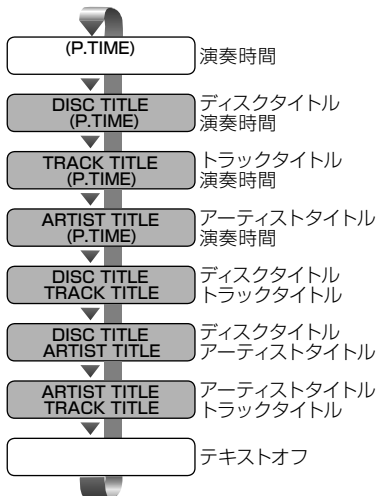 (P.TIME)
演奏時間
DISC TITLE
(P.TIME)
ディスクタイトル
演奏時間
TRACK TITLE
(P.TIME)
トラックタイトル
演奏時間
ARTIST TITLE
(P.TIME)
アーティストタイトル
演奏時間
DISC TITLE
TRACK TITLE
ディスクタイトル
トラックタイトル
DISC TITLE
ARTIST TITLE
ディスクタイトル
アーティストタイトル
ARTIST TITLE
TRACK TITLE
アーティストタイトル
トラックタイトル
テキストオフ